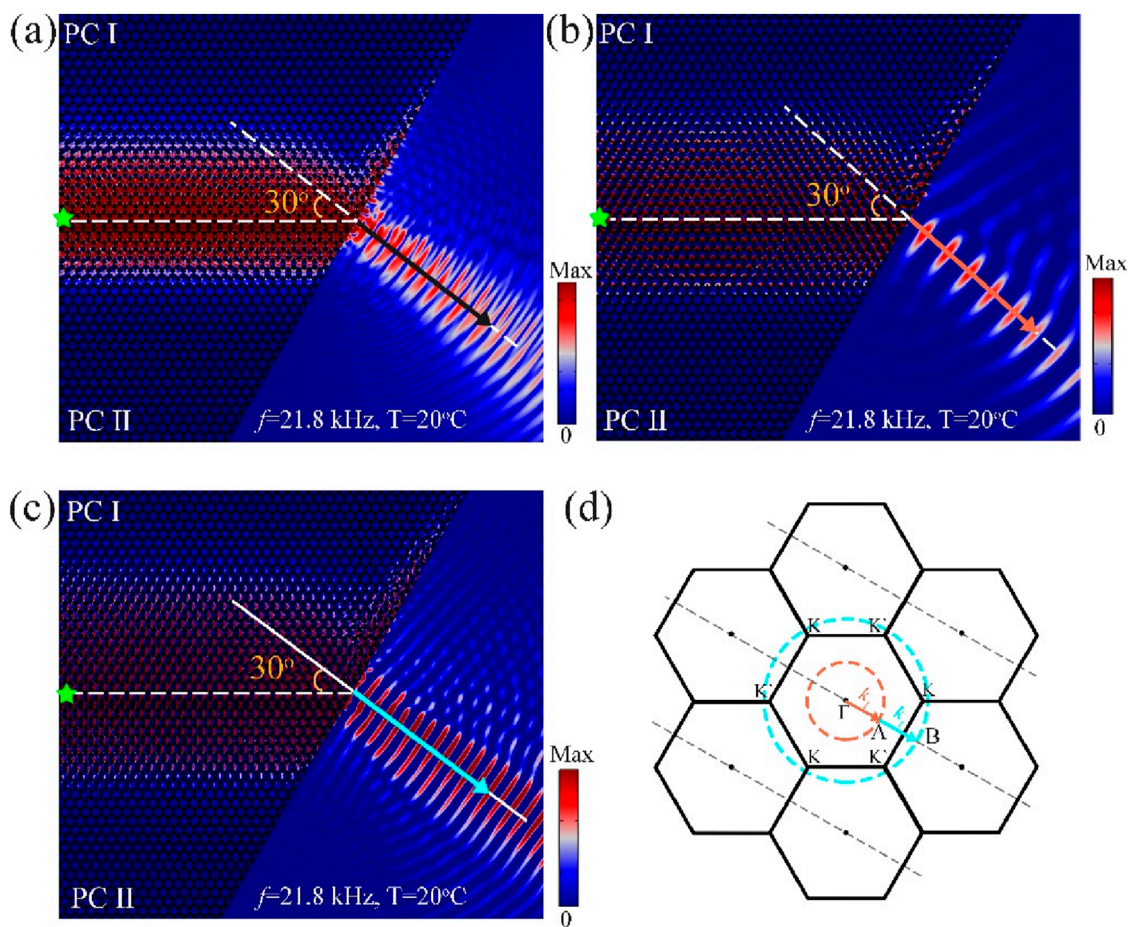 (a)
PC I
30°
Max
0
PC II
f=21.8 kHz, T=20°C
(b)
PC I
30°
Max
0
PC II
f=21.8 kHz, T=20°C
(c)
PC I
30°
Max
0
PC II
f=21.8 kHz, T=20°C
(d)
K
K'
K'
K
Γ
A
B
K
K'